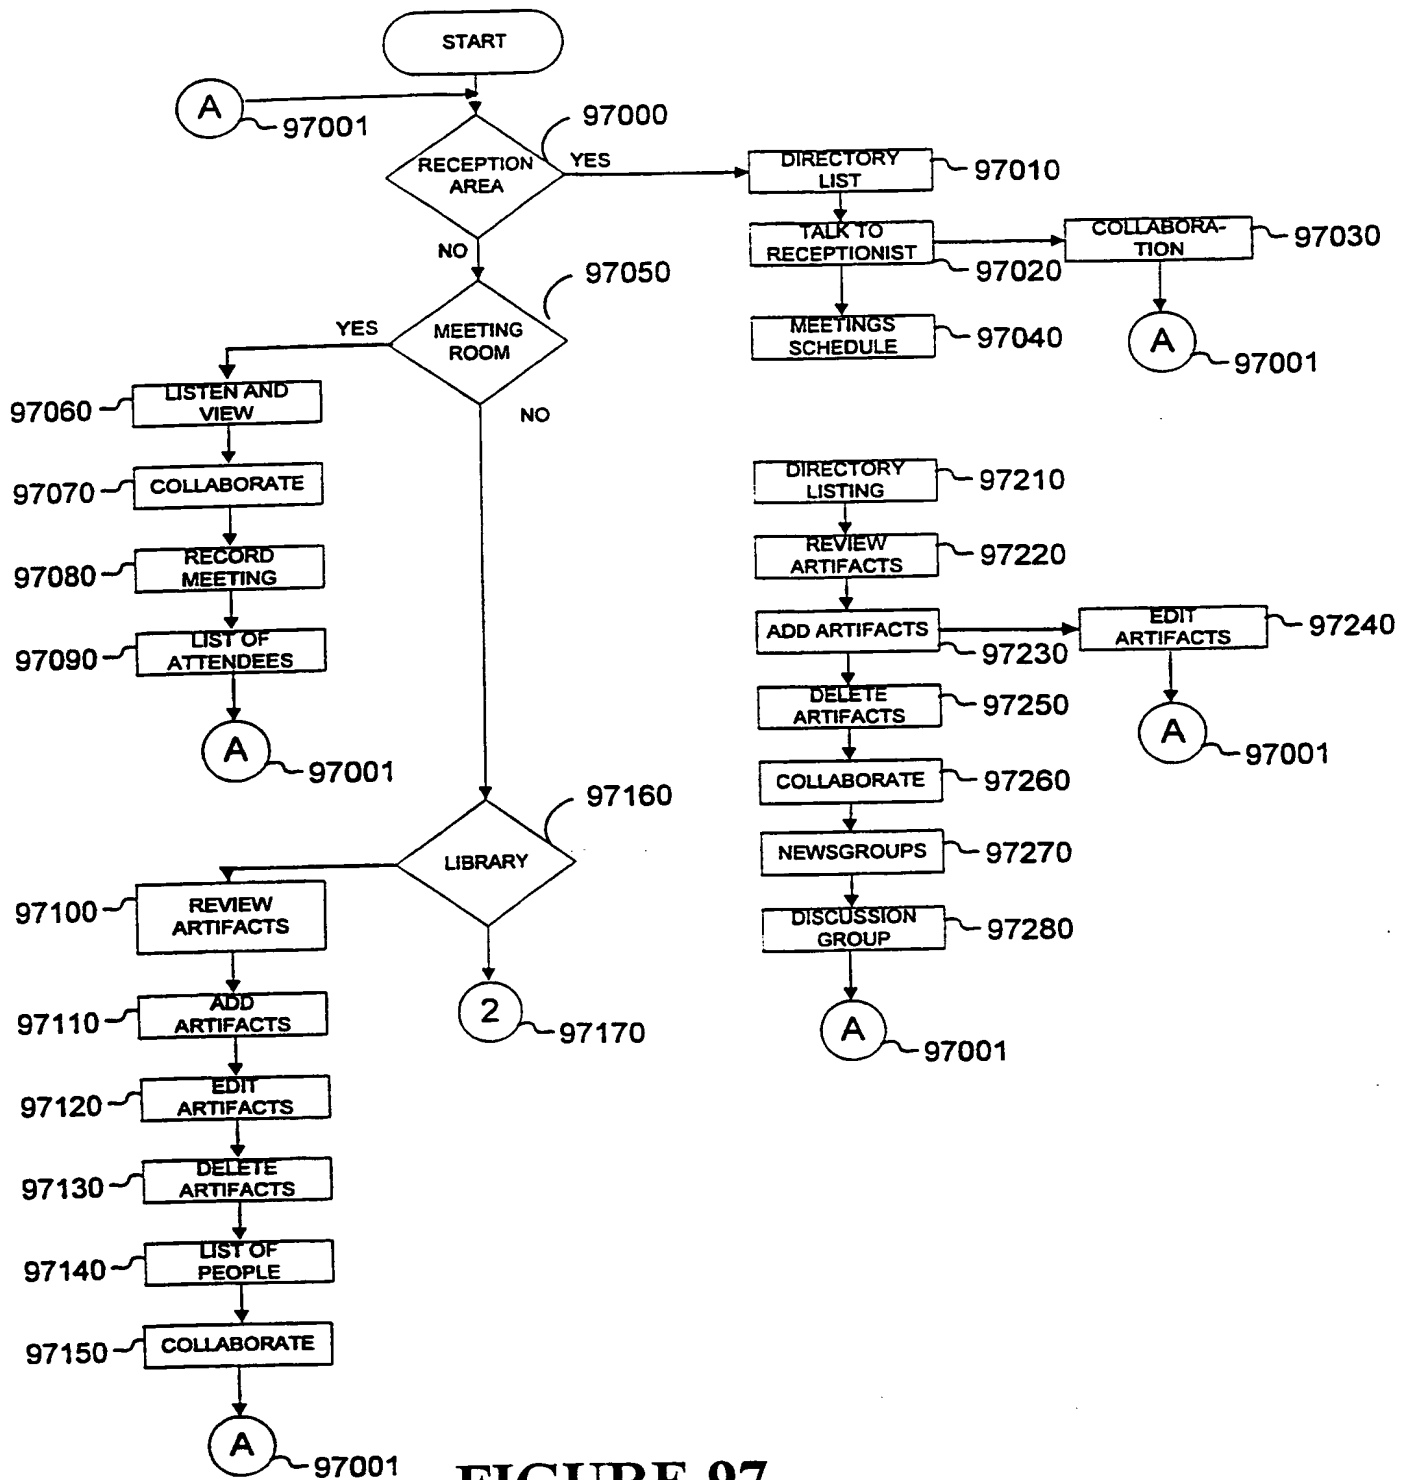 START
A
97001
97000
RECEPTION
AREA
YES
NO
DIRECTORY
LIST
97010
TALK TO
RECEPTIONIST
97020
COLLABORA-
TION
97030
MEETINGS
SCHEDULE
97040
A
97001
97050
MEETING
ROOM
YES
NO
97060
LISTEN AND
VIEW
97070
COLLABORATE
97080
RECORD
MEETING
97090
LIST OF
ATTENDEES
A
97001
DIRECTORY
LISTING
97210
REVIEW
ARTIFACTS
97220
ADD ARTIFACTS
97230
EDIT
ARTIFACTS
97240
A
97001
DELETE
ARTIFACTS
97250
COLLABORATE
97260
NEWSGROUPS
97270
DISCUSSION
GROUP
97280
A
97001
97160
LIBRARY
2
97170
97100
REVIEW
ARTIFACTS
97110
ADD
ARTIFACTS
97120
EDIT
ARTIFACTS
97130
DELETE
ARTIFACTS
97140
LIST OF
PEOPLE
97150
COLLABORATE
A
97001
FIGURE 97